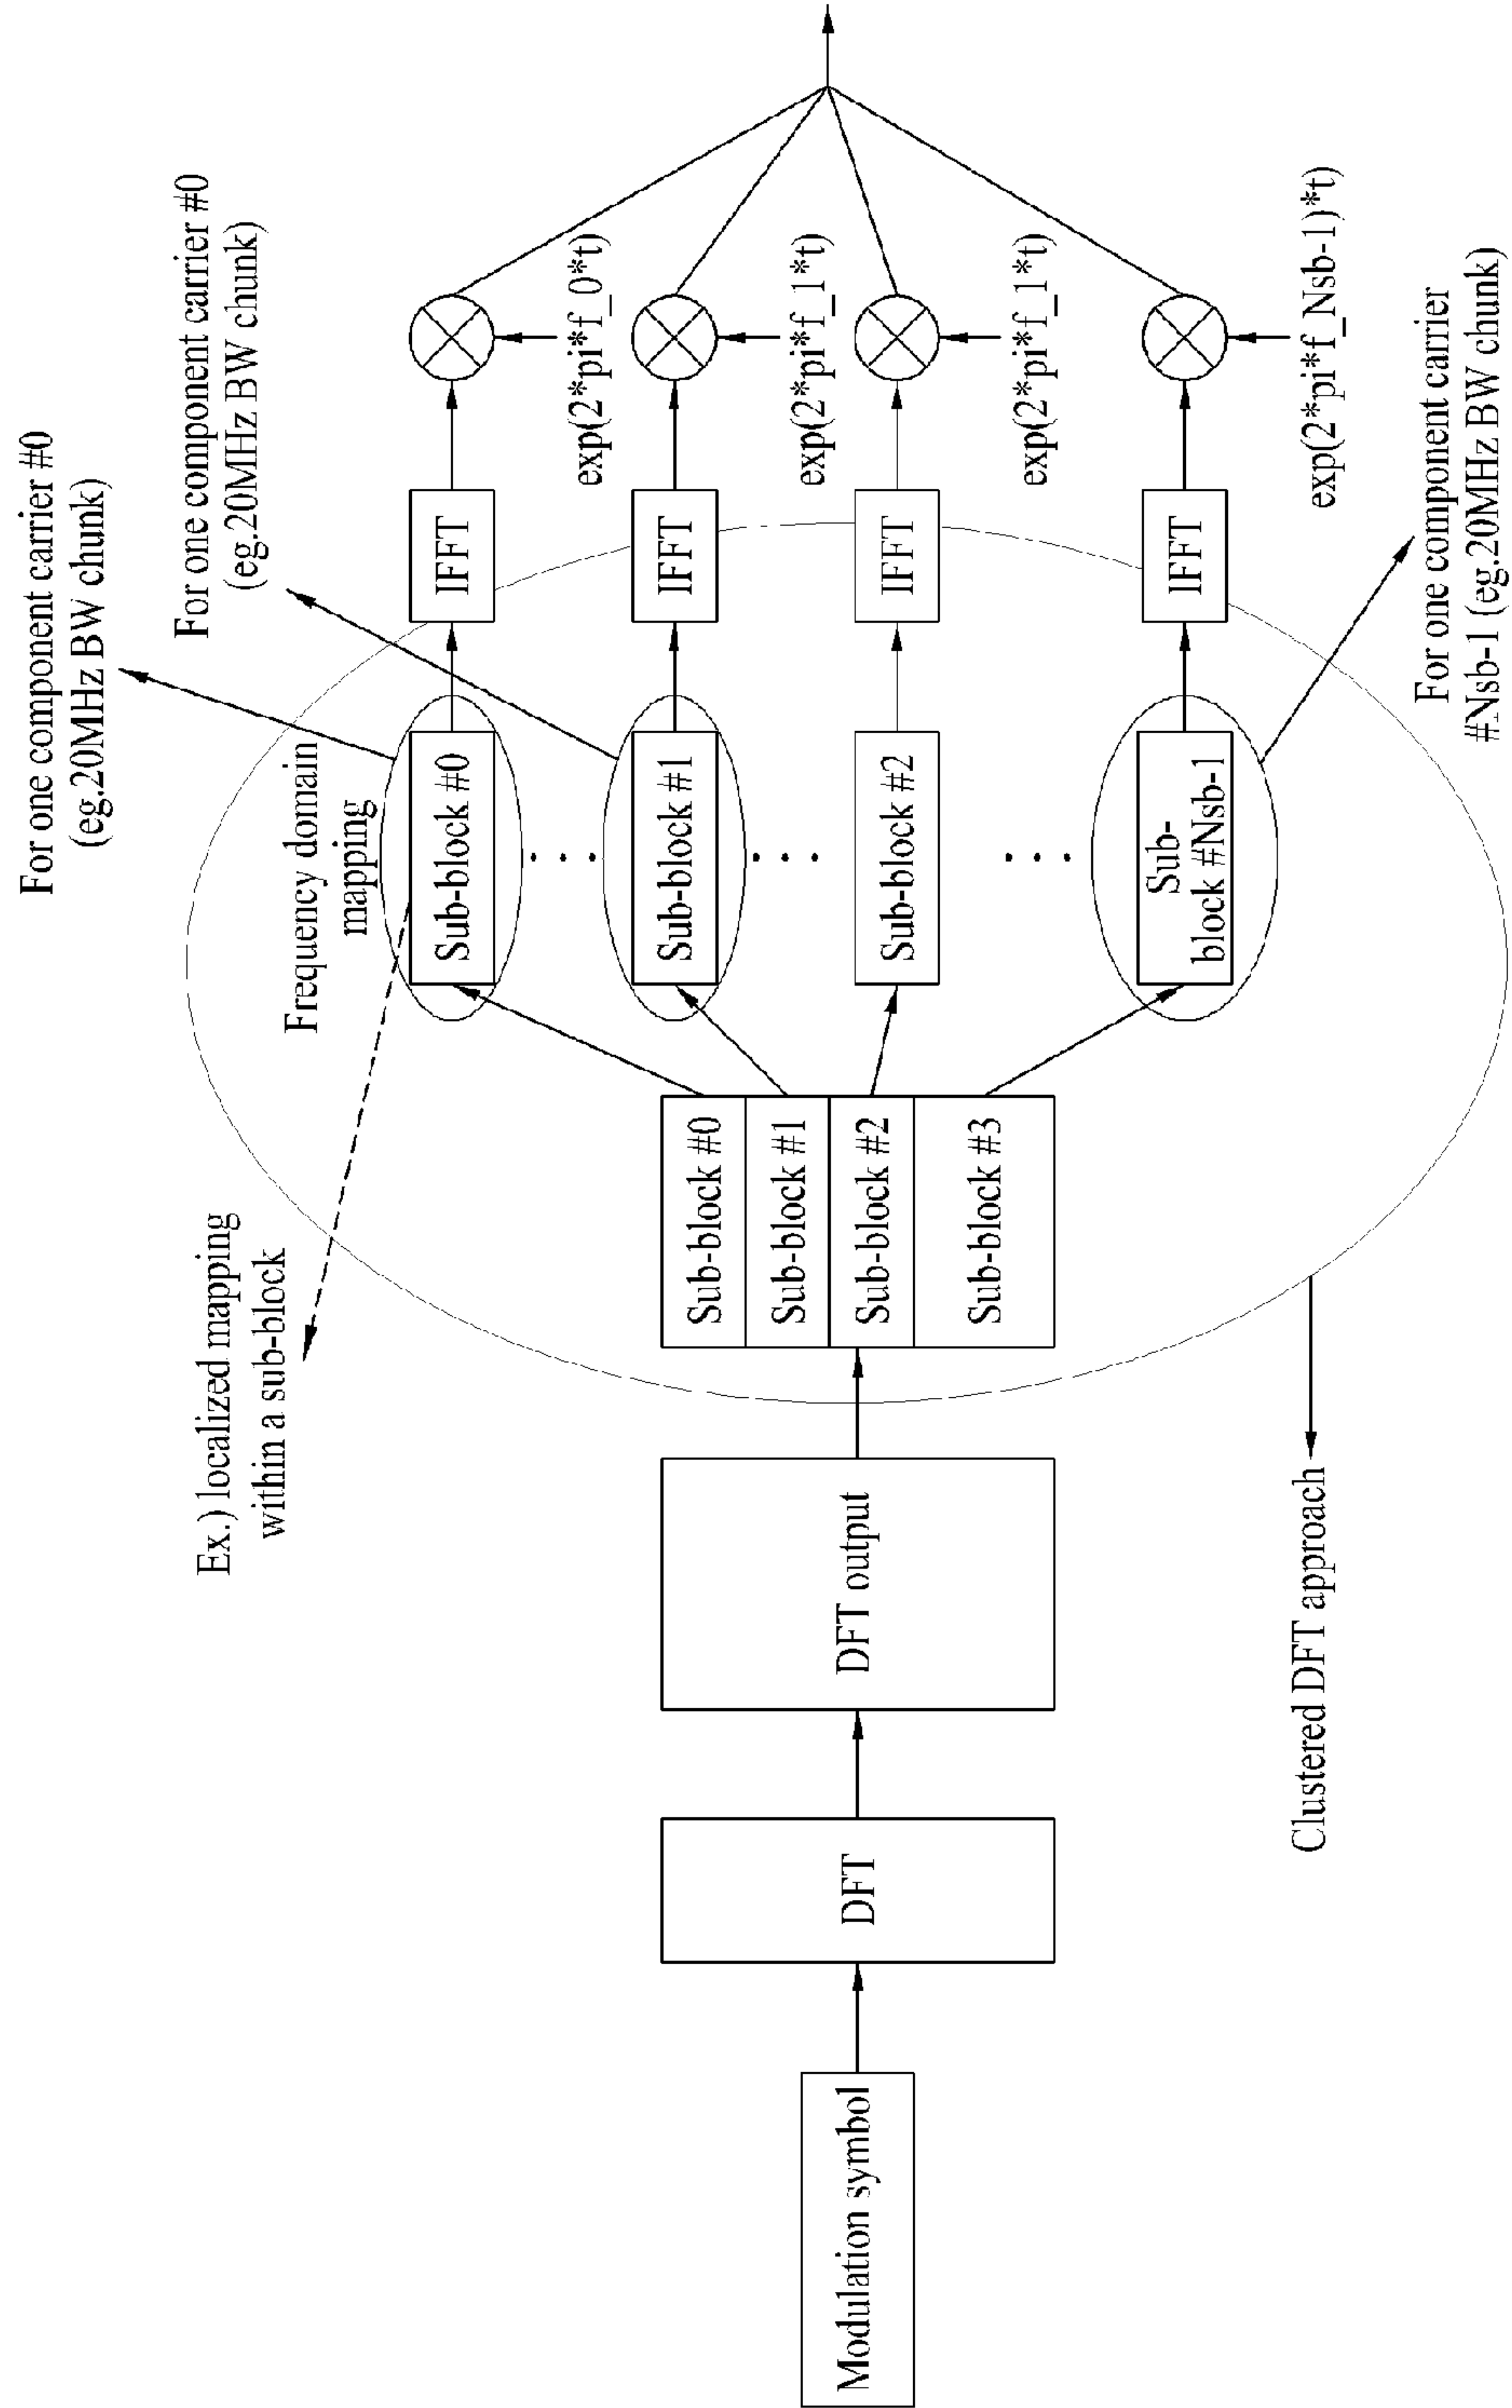 For one component carrier #0
(eg.20MHz BW chunk)
For one component carrier #0
(eg.20MHz BW chunk)
Ex.) localized mapping
within a sub-block
Frequency domain
mapping
Sub-block #0
IFFT
exp(2*pi*f_0*t)
Sub-block #1
IFFT
exp(2*pi*f_1*t)
Modulation symbol
DFT
DFT output
Sub-block #0
Sub-block #1
Sub-block #2
Sub-block #3
Sub-block #2
IFFT
exp(2*pi*f_1*t)
Sub-
block #Nsb-1
IFFT
exp(2*pi*f_Nsb-1)*t)
Clustered DFT approach
For one component carrier
#Nsb-1 (eg.20MHz BW chunk)